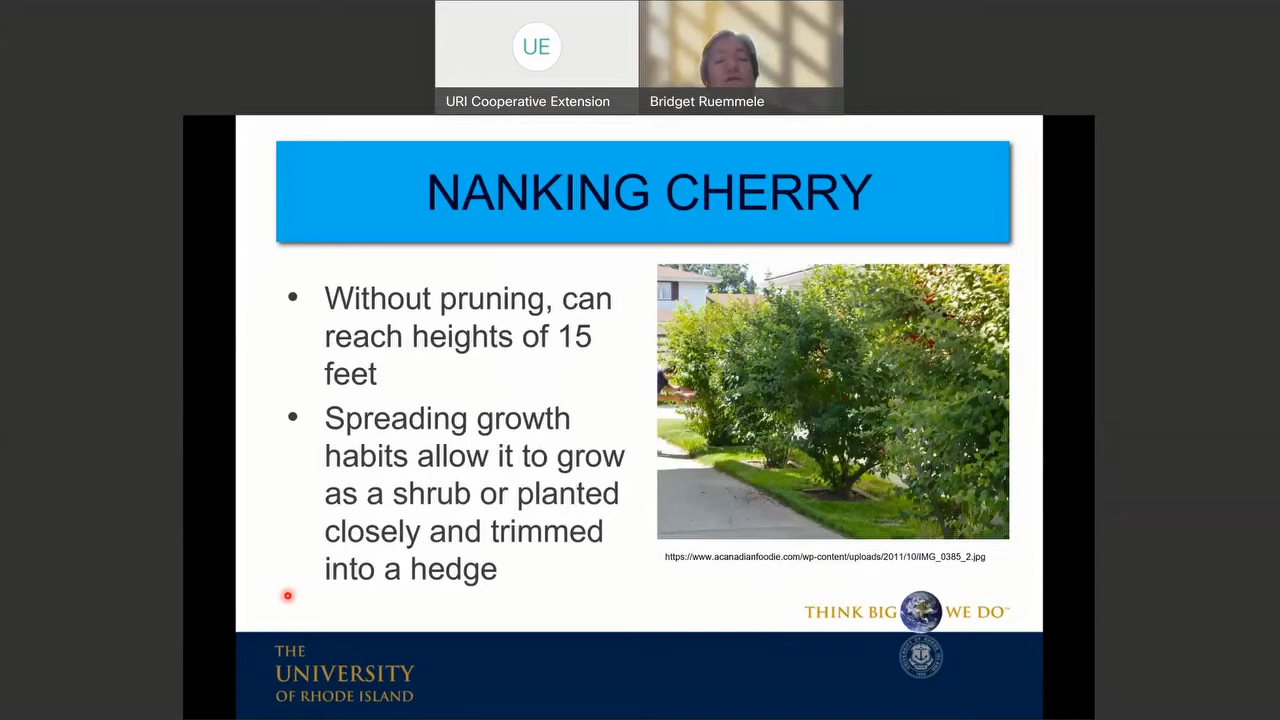 UE
URI Cooperative Extension
Bridget Ruemmele
NANKING CHERRY
• Without pruning, can
reach heights of 15
feet
• Spreading growth
habits allow it to grow
as a shrub or planted
closely and trimmed
into a hedge
https://www.acanadianfoodie.com/wp-content/uploads/2011/10/IMG_0385_2.jpg
THINK BIG WE DO™
THE
UNIVERSITY
OF RHODE ISLAND